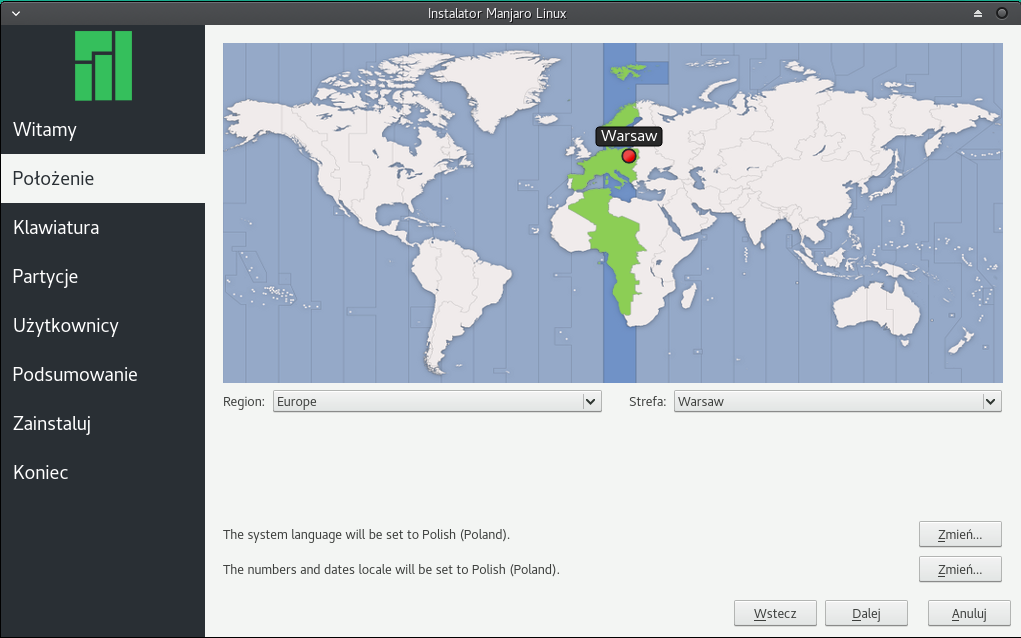 Instalator Manjaro Linux
Witamy
Położenie
Klawiatura
Partycje
Użytkownicy
Podsumowanie
Zainstaluj
Koniec
Warsaw
Region: Europe Strefa: Warsaw
The system language will be set to Polish (Poland). Zmień...
The numbers and dates locale will be set to Polish (Poland). Zmień...
Wstecz Dalej Anuluj